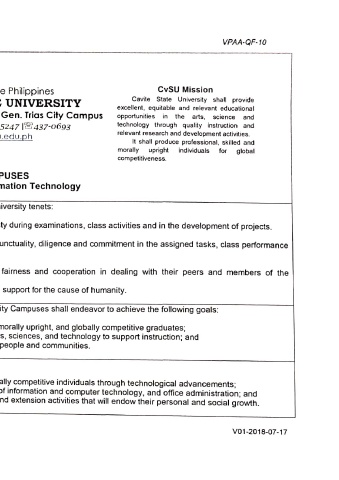 VPAA-QF-10
e Philippines
E UNIVERSITY
Gen. Trias City Campus
5247 |☏437-0693
u.edu.ph
CvSU Mission
Cavite State University shall provide
excellent, equitable and relevant educational
opportunities in the arts, science and
technology through quality instruction and
relevant research and development activities.
It shall produce professional, skilled and
morally upright individuals for global
competitiveness.
PUSES
mation Technology
iversity tenets:
ty during examinations, class activities and in the development of projects.
unctuality, diligence and commitment in the assigned tasks, class performance
fairness and cooperation in dealing with their peers and members of the
support for the cause of humanity.
ity Campuses shall endeavor to achieve the following goals:
morally upright, and globally competitive graduates;
s, sciences, and technology to support instruction; and
people and communities.
ally competitive individuals through technological advancements;
of information and computer technology, and office administration; and
nd extension activities that will endow their personal and social growth.
V01-2018-07-17